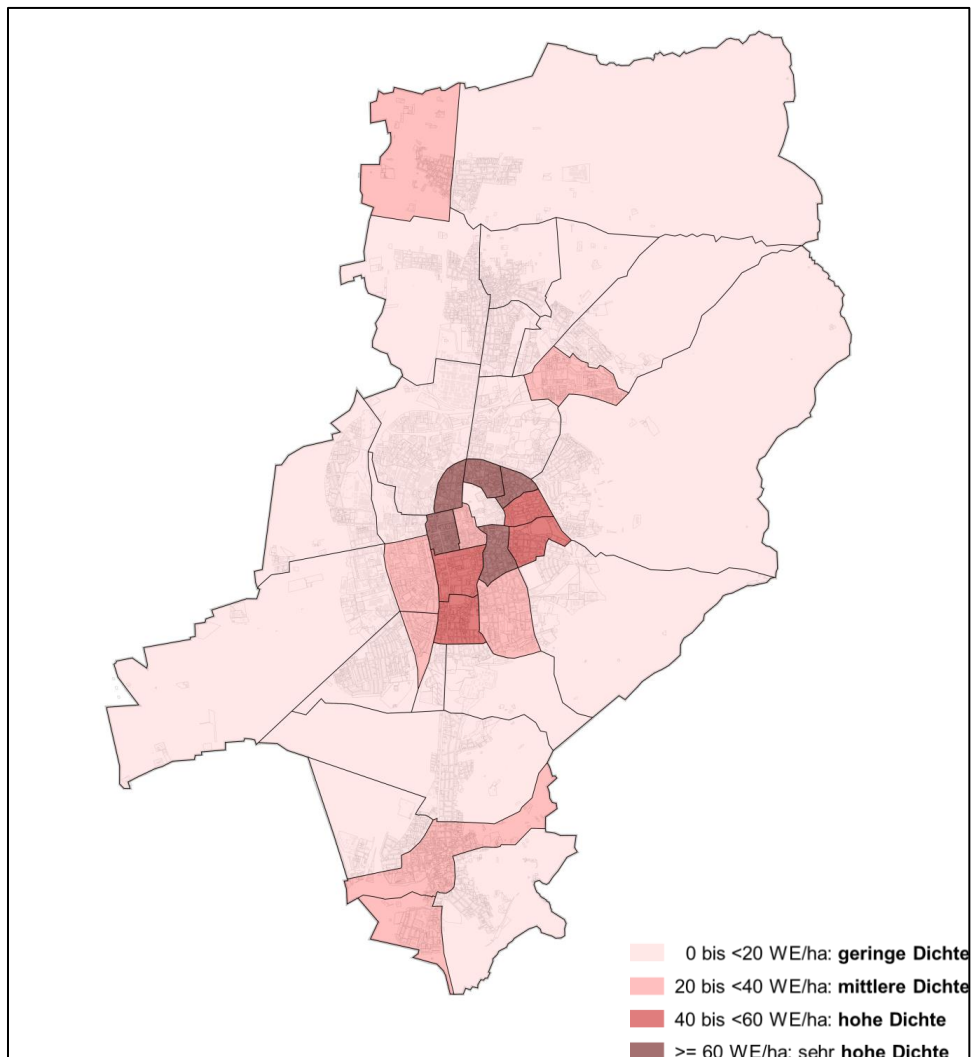 0 bis <20 WE/ha: geringe Dichte
20 bis <40 WE/ha: mittlere Dichte
40 bis <60 WE/ha: hohe Dichte
>= 60 WE/ha: sehr hohe Dichte